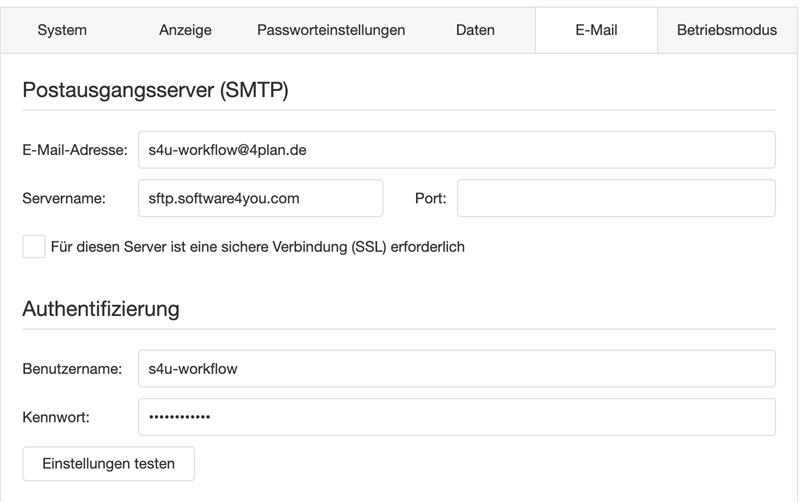 System Anzeige Passworteinstellungen Daten E-Mail Betriebsmodus
Postausgangsserver (SMTP)
E-Mail-Adresse: s4u-workflow@4plan.de
Servername: sftp.software4you.com Port:
Für diesen Server ist eine sichere Verbindung (SSL) erforderlich
Authentifizierung
Benutzername: s4u-workflow
Kennwort: ••••••••••••
Einstellungen testen